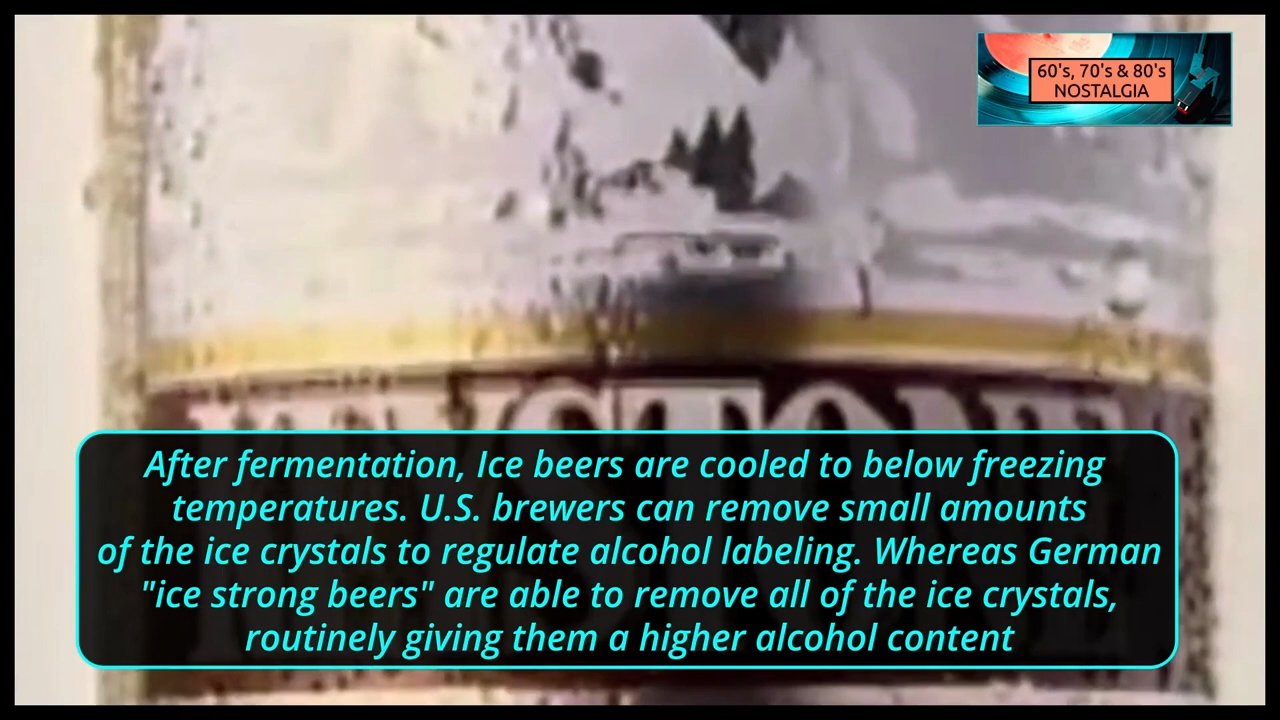 60's, 70's & 80's
NOSTALGIA
KEYSTONE
After fermentation, Ice beers are cooled to below freezing
temperatures. U.S. brewers can remove small amounts
of the ice crystals to regulate alcohol labeling. Whereas German
"ice strong beers" are able to remove all of the ice crystals,
routinely giving them a higher alcohol content